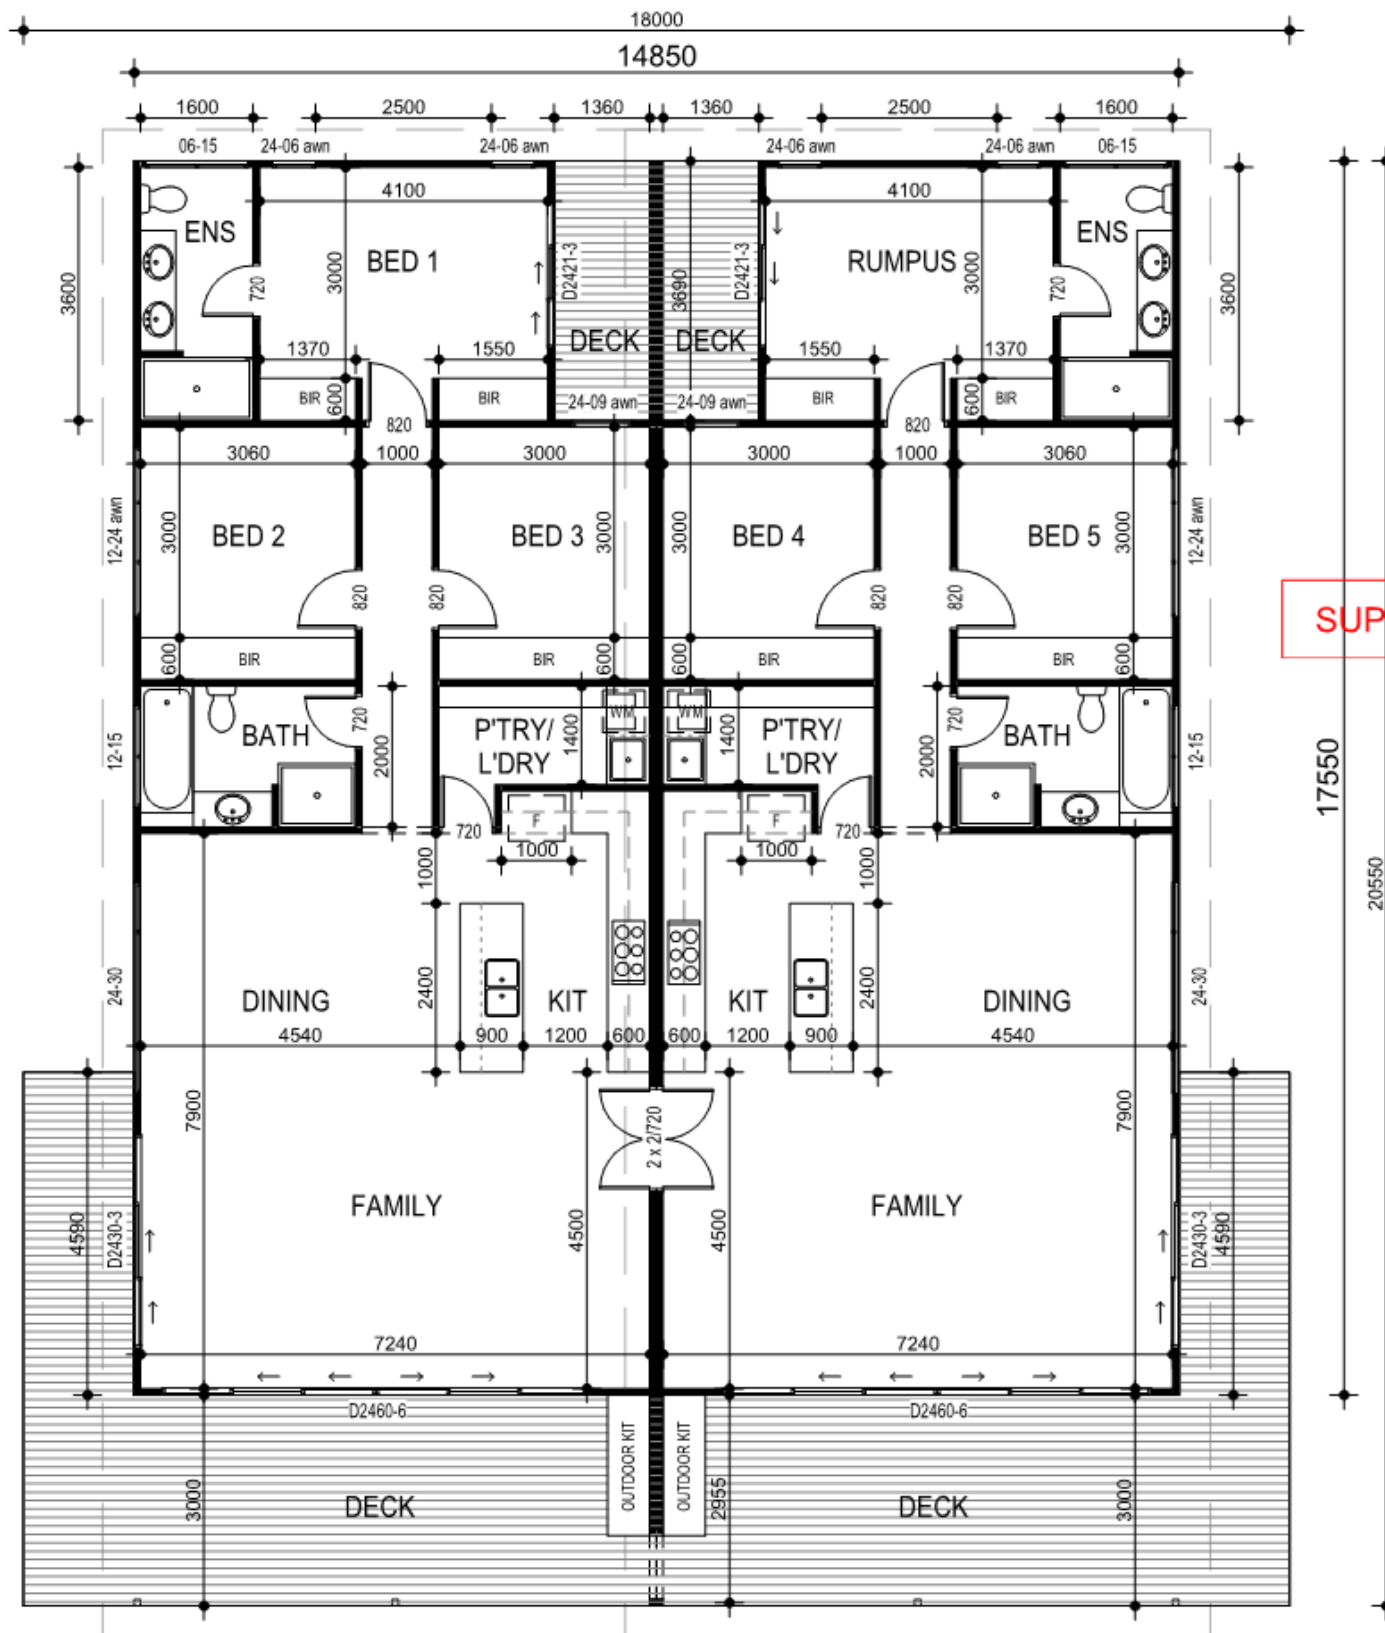 18000
14850
1600 2500 1360 1360 2500 1600
06-15 24-06 awn 24-06 awn 24-06 awn 24-06 awn 06-15
4100 4100
ENS BED 1 RUMPUS ENS
3600 720 3000 D2421-3 3690 D2421-3 3000 720 3600
DECK DECK
1370 1550 1550 1370
BIR 600 BIR 24-09 awn 24-09 awn BIR 600 BIR
820 820
3060 1000 3000 3000 1000 3060
12-24 awn 3000 BED 2 BED 3 3000 3000 BED 4 BED 5 3000 12-24 awn
820 820 820 820
SUP
600 BIR BIR 600 600 BIR BIR 600
WM WM
12-15 BATH 720 2000 P'TRY/ 1400 1400 P'TRY/ 2000 720 BATH 12-15
L'DRY L'DRY
17550
F F
720 720
1000 1000 1000 1000
20550
24-30 DINING 2400 KIT KIT 2400 DINING 24-30
4540 900 1200 600 600 1200 900 4540
7900 2 x 2/720 7900
FAMILY FAMILY
4590 D2430-3 4500 4500 D2430-3 4590
7240 7240
D2460-6 D2460-6
3000 OUTDOOR KIT OUTDOOR KIT 2955 3000
DECK DECK